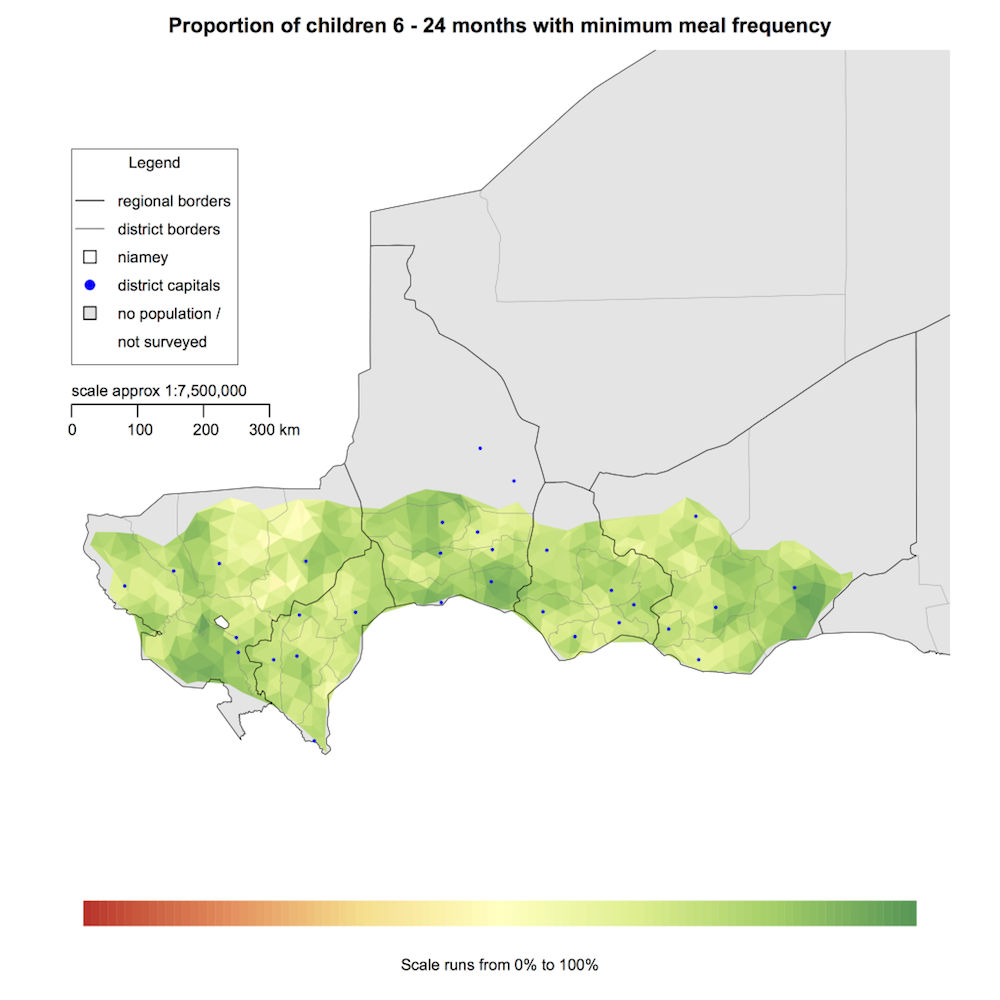 Proportion of children 6 - 24 months with minimum meal frequency
Legend
regional borders
district borders
niamey
district capitals
no population /
not surveyed
scale approx 1:7,500,000
0 100 200 300 km
Scale runs from 0% to 100%